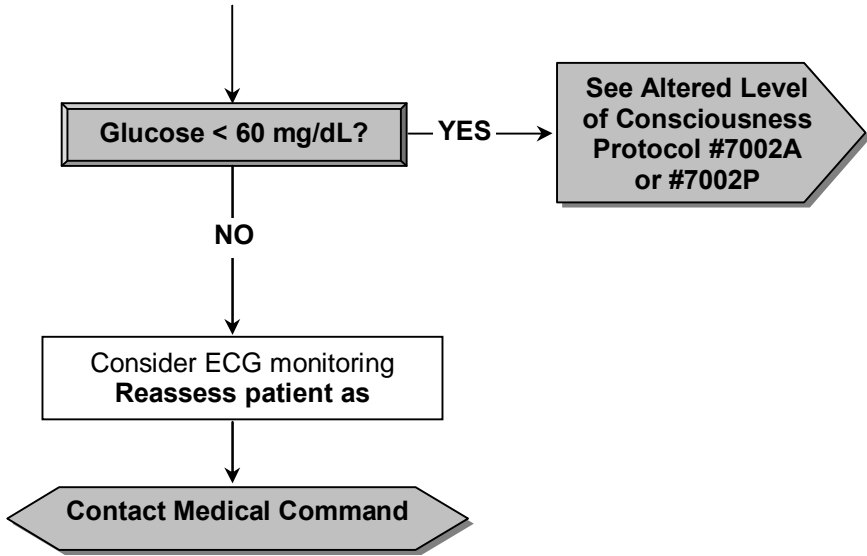 Glucose < 60 mg/dL?
YES
See Altered Level
of Consciousness
Protocol #7002A
or #7002P
NO
Consider ECG monitoring
Reassess patient as
Contact Medical Command